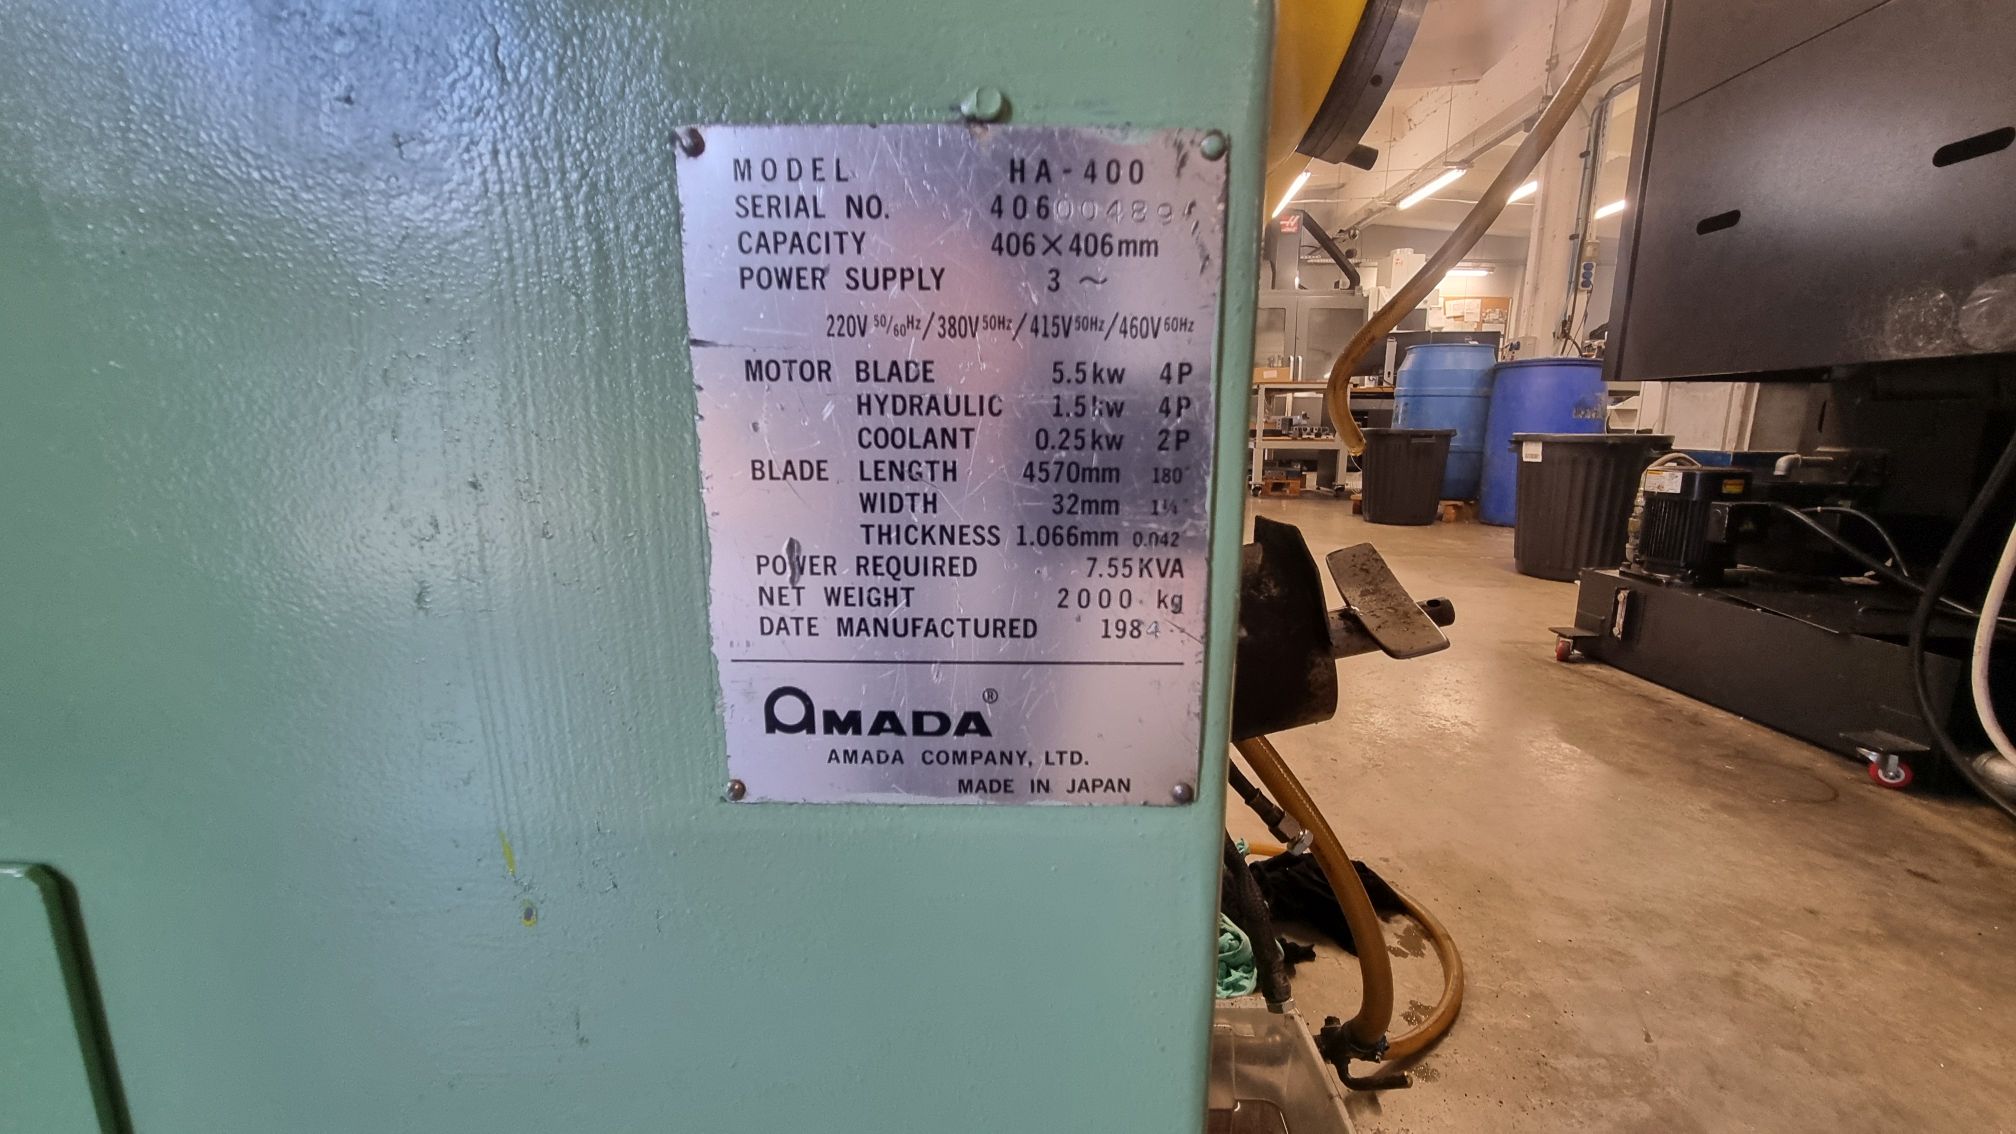 MODEL HA-400
SERIAL NO. 406004894
CAPACITY 406×406mm
POWER SUPPLY 3 ~
220V 50/60Hz/380V 50Hz/415V 50Hz/460V 60Hz
MOTOR BLADE 5.5kw 4P
HYDRAULIC 1.5kw 4P
COOLANT 0.25kw 2P
BLADE LENGTH 4570mm 180"
WIDTH 32mm 1¼"
THICKNESS 1.066mm 0.042
POWER REQUIRED 7.55KVA
NET WEIGHT 2000 kg
DATE MANUFACTURED 1984
AMADA®
AMADA COMPANY, LTD.
MADE IN JAPAN